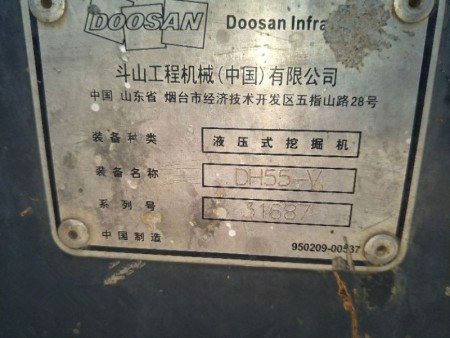 DOOSAN Doosan Infra
斗山工程机械(中国)有限公司
中国 山东省 烟台市经济技术开发区五指山路28号
装备种类 液压式挖掘机
装备名称 DH55-V
系列号 31687
中国制造 950209-00537